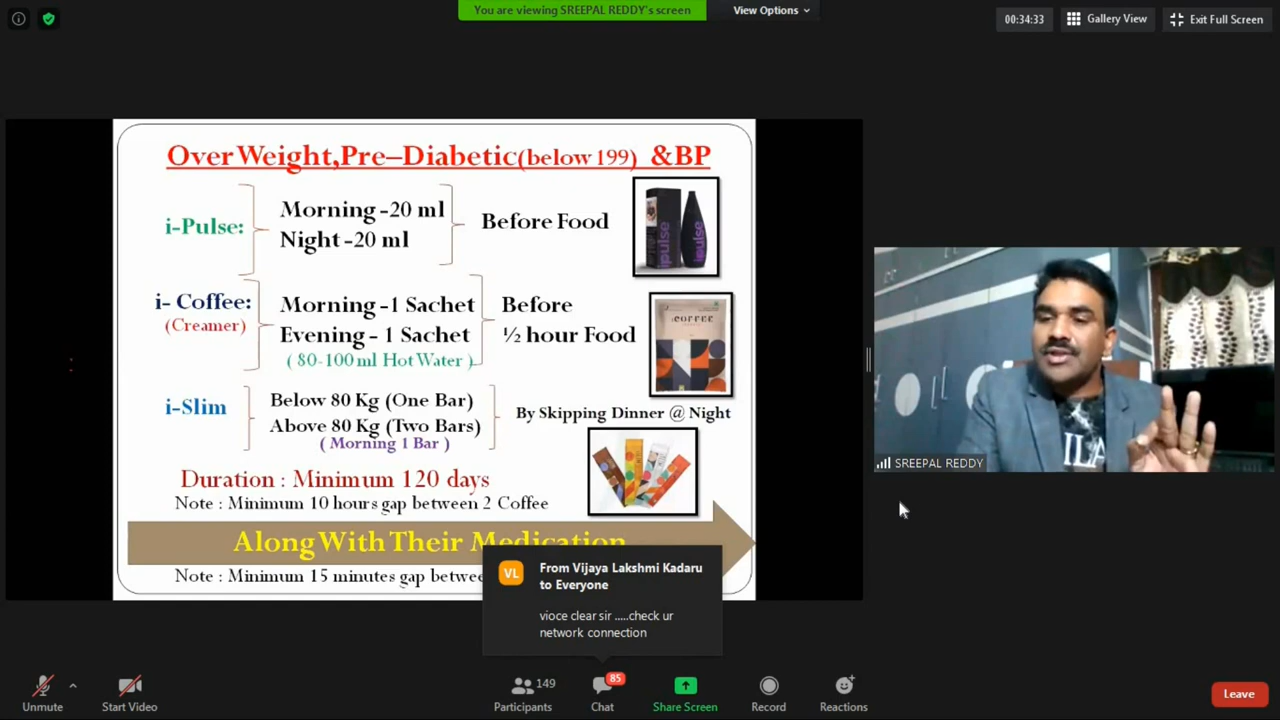 You are viewing SREEPAL REDDY's screen
View Options
00:34:33
Gallery View
Exit Full Screen
Over Weight,Pre–Diabetic(below 199) &BP
i-Pulse:
Morning -20 ml
Night -20 ml
Before Food
ipulse
ipulse
i- Coffee:
(Creamer)
Morning -1 Sachet
Evening - 1 Sachet
( 80-100 ml Hot Water )
Before
½ hour Food
iCOFFEE
i-Slim
Below 80 Kg (One Bar)
Above 80 Kg (Two Bars)
( Morning 1 Bar )
By Skipping Dinner @ Night
Duration : Minimum 120 days
Note : Minimum 10 hours gap between 2 Coffee
Along With Their Medication
Note : Minimum 15 minutes gap betwee
SREEPAL REDDY
VL
From Vijaya Lakshmi Kadaru
to Everyone
vioce clear sir .....check ur
network connection
Unmute
Start Video
149
Participants
85
Chat
Share Screen
Record
Reactions
Leave